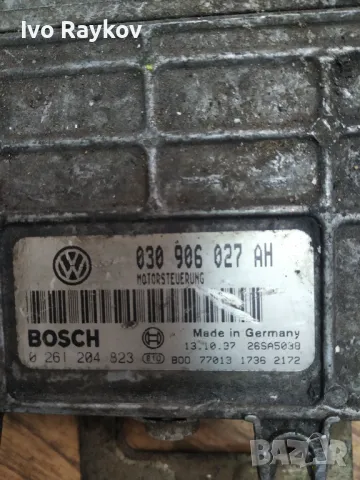 Ivo Raykov
030 906 027 AH
MOTORSTEUERUNG
BOSCH
Made in Germany
0 261 204 823
13.10.37 26SA5038
BOO 77013 1736 2172
bazar